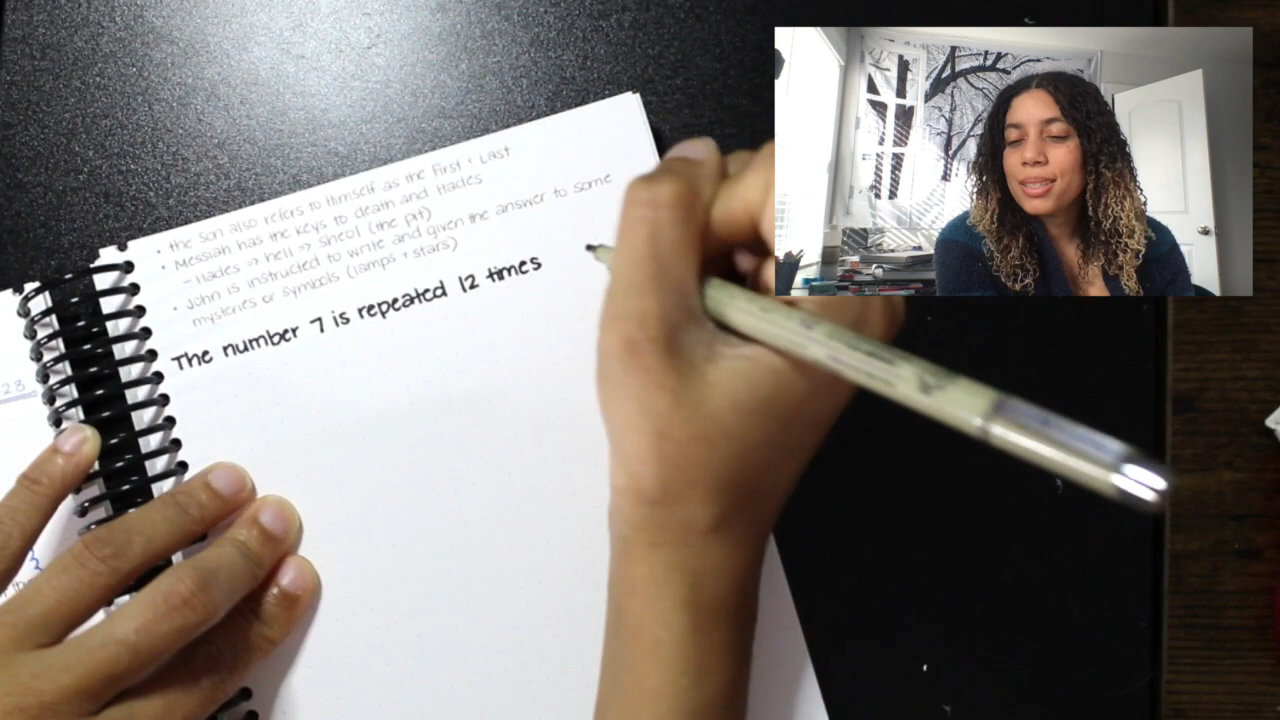 • the son also refers to Himself as the First & Last
• Messiah has the keys to death and Hades
– Hades => hell => sheol (the pit)
• John is instructed to write and given the answer to some
mysteries or symbols (lamps + stars)
The number 7 is repeated 12 times
23